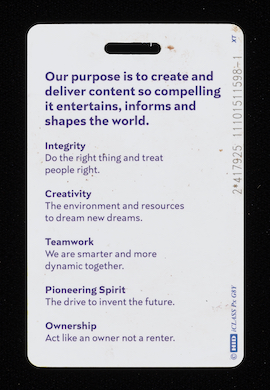 Our purpose is to create and
deliver content so compelling
it entertains, informs and
shapes the world.
Integrity
Do the right thing and treat
people right.
Creativity
The environment and resources
to dream new dreams.
Teamwork
We are smarter and more
dynamic together.
Pioneering Spirit
The drive to invent the future.
Ownership
Act like an owner not a renter.
XT
2*417925 11101511598-1
© HID iCLASS Px G8Y